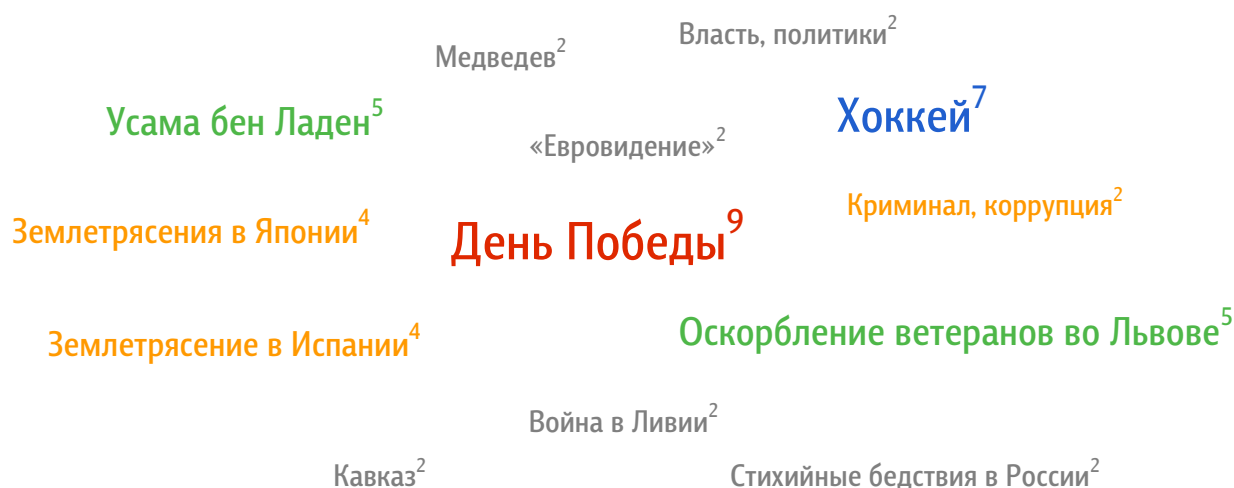 Власть, политики²
Медведев²
Усама бен Ладен⁵
Хоккей⁷
«Евровидение»²
Криминал, коррупция²
Землетрясения в Японии⁴
День Победы⁹
Оскорбление ветеранов во Львове⁵
Землетрясение в Испании⁴
Война в Ливии²
Кавказ²
Стихийные бедствия в России²